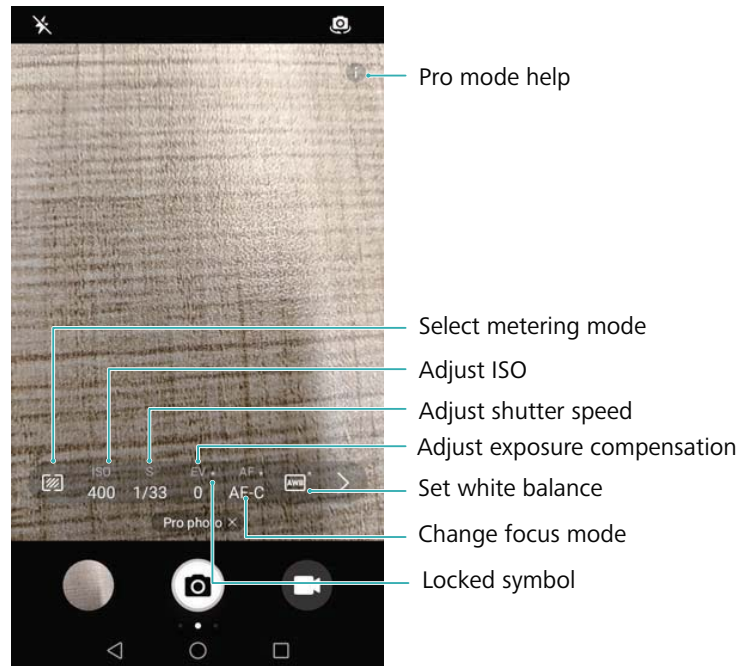 i
Pro mode help
Select metering mode
Adjust ISO
Adjust shutter speed
Adjust exposure compensation
ISO S EV AF
400 1/33 0 AF-C AWB
Set white balance
Pro photo ×
Change focus mode
Locked symbol